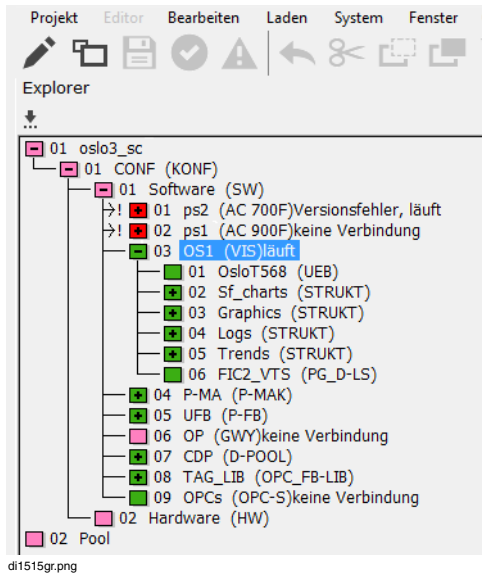 Projekt Editor Bearbeiten Laden System Fenster
Explorer
01 oslo3_sc
01 CONF (KONF)
01 Software (SW)
! 01 ps2 (AC 700F)Versionsfehler, läuft
! 02 ps1 (AC 900F)keine Verbindung
03 OS1 (VIS)läuft
01 OsloT568 (UEB)
02 Sf_charts (STRUKT)
03 Graphics (STRUKT)
04 Logs (STRUKT)
05 Trends (STRUKT)
06 FIC2_VTS (PG_D-LS)
04 P-MA (P-MAK)
05 UFB (P-FB)
06 OP (GWY)keine Verbindung
07 CDP (D-POOL)
08 TAG_LIB (OPC_FB-LIB)
09 OPCs (OPC-S)keine Verbindung
02 Hardware (HW)
02 Pool
di1515gr.png